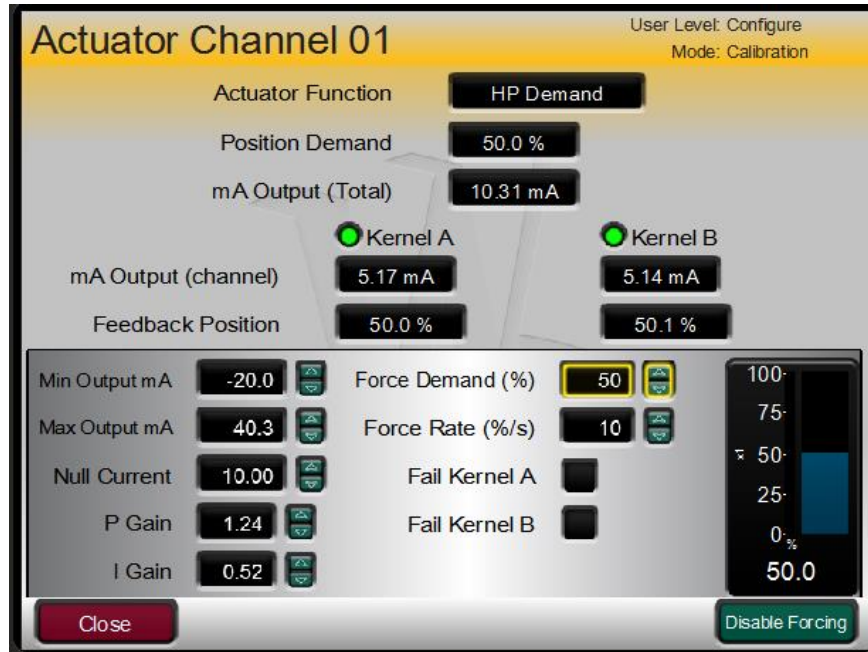 Actuator Channel 01
User Level: Configure
Mode: Calibration
Actuator Function HP Demand
Position Demand 50.0 %
mA Output (Total) 10.31 mA
Kernel A Kernel B
mA Output (channel) 5.17 mA 5.14 mA
Feedback Position 50.0 % 50.1 %
Min Output mA -20.0 Force Demand (%) 50
Max Output mA 40.3 Force Rate (%/s) 10
Null Current 10.00 Fail Kernel A
P Gain 1.24 Fail Kernel B
I Gain 0.52
100
75
x1 50
25
0 %
50.0
Close Disable Forcing